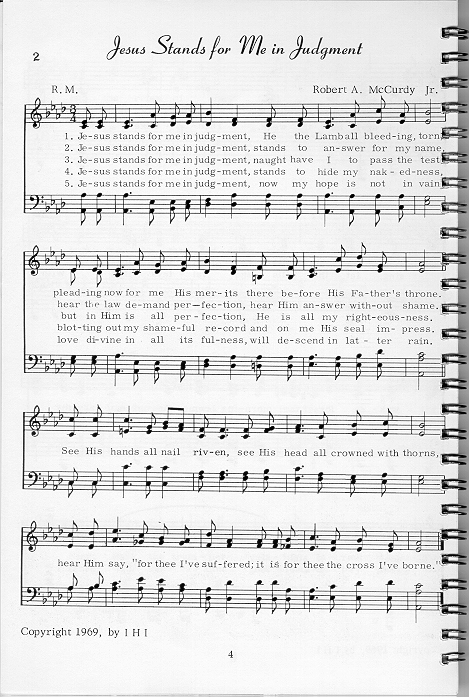 2
Jesus Stands for Me in Judgment
R. M. Robert A. McCurdy Jr.
1. Je-sus stands for me in judg-ment, He the Lamb all bleed-ing, torn,
2. Je-sus stands for me in judg-ment, stands to an-swer for my name,
3. Je-sus stands for me in judg-ment, naught have I to pass the test
4. Je-sus stands for me in judg-ment, stands to hide my nak-ed-ness,
5. Je-sus stands for me in judg-ment, now my hope is not in vain
plead-ing now for me His mer-its there be-fore His Fa-ther's throne.
hear the law de-mand per-fec-tion, hear Him an-swer with-out shame.
but in Him is all per-fec-tion, He is all my right-eous-ness.
blot-ting out my shame-ful re-cord and on me His seal im-press.
love di-vine in all its ful-ness, will de-scend in lat-ter rain.
See His hands all nail riv-en, see His head all crowned with thorns,
hear Him say, "for thee I've suf-fered; it is for thee the cross I've borne."
Copyright 1969, by I H I
4